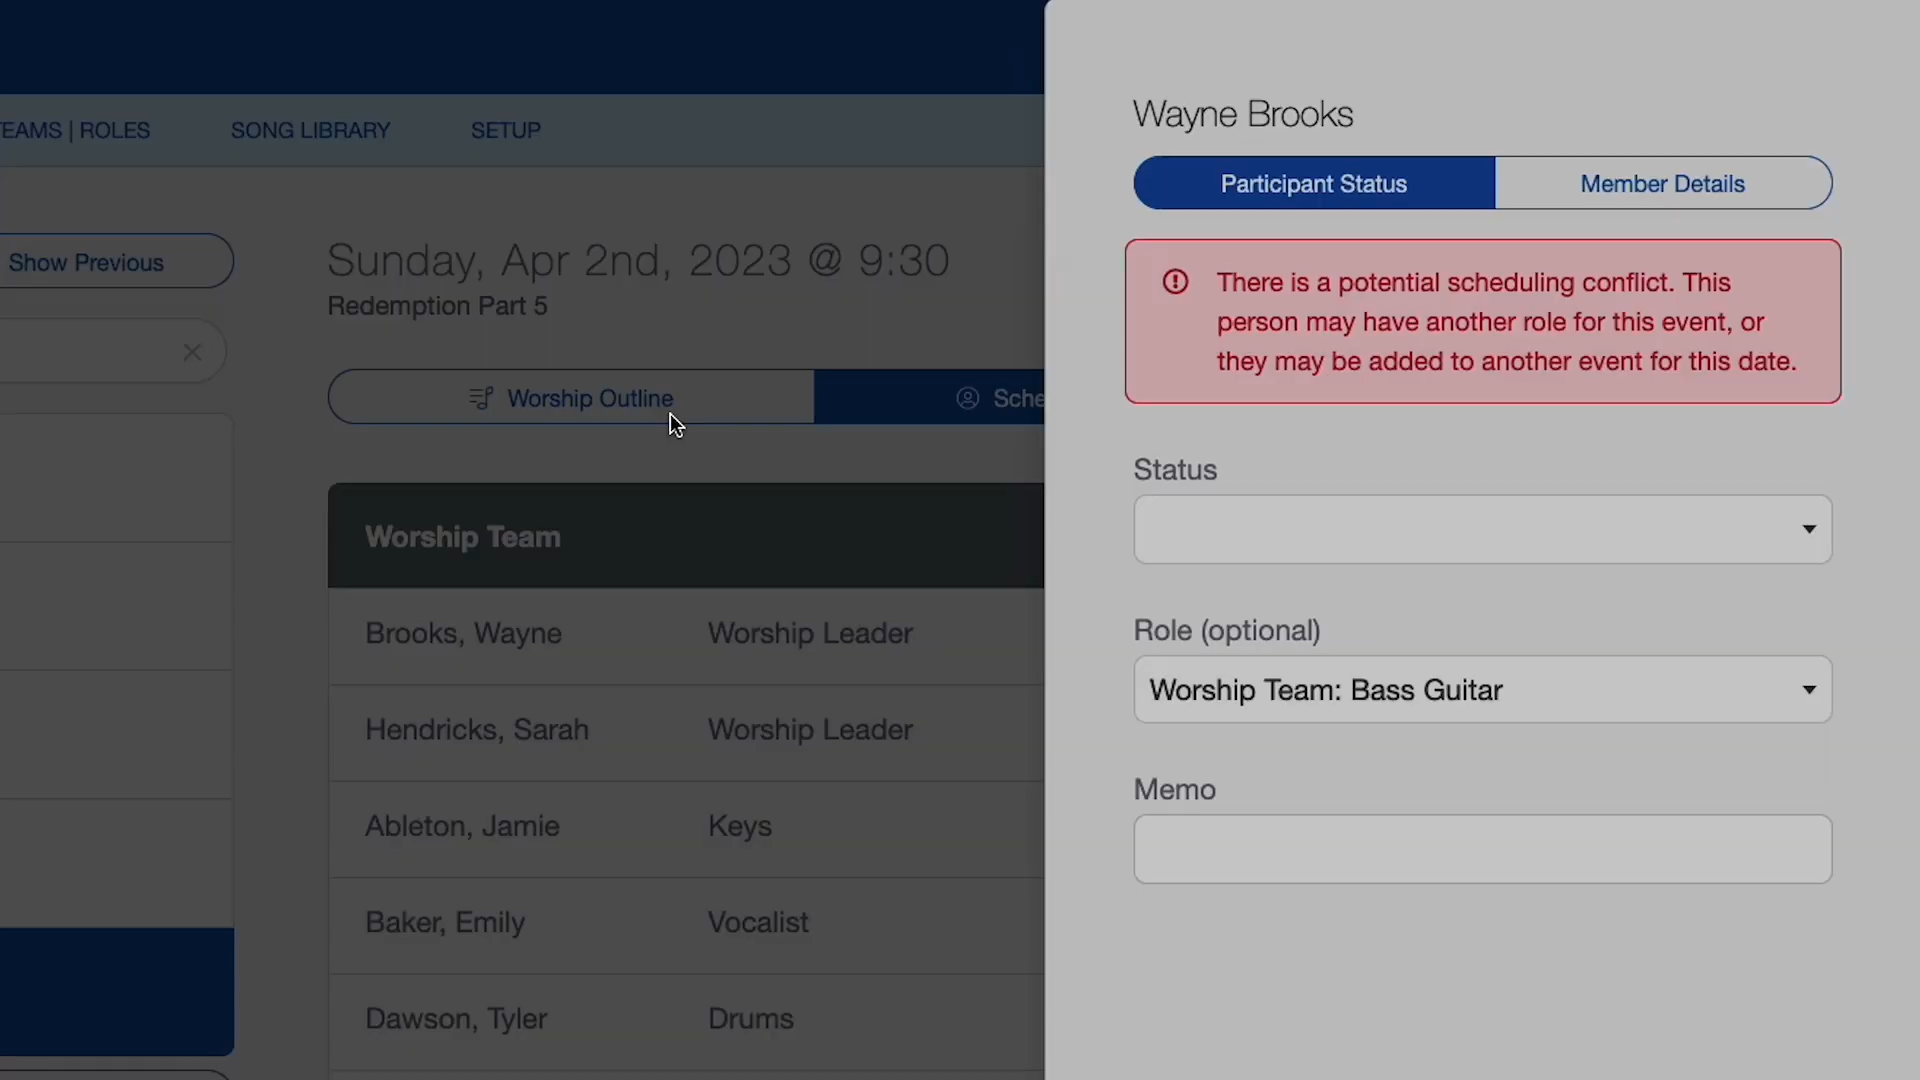 TEAMS | ROLES
SONG LIBRARY
SETUP
Show Previous
Sunday, Apr 2nd, 2023 @ 9:30
Redemption Part 5
Worship Outline
Sche
Worship Team
Brooks, Wayne Worship Leader
Hendricks, Sarah Worship Leader
Ableton, Jamie Keys
Baker, Emily Vocalist
Dawson, Tyler Drums
Wayne Brooks
Participant Status
Member Details
There is a potential scheduling conflict. This
person may have another role for this event, or
they may be added to another event for this date.
Status
Role (optional)
Worship Team: Bass Guitar
Memo